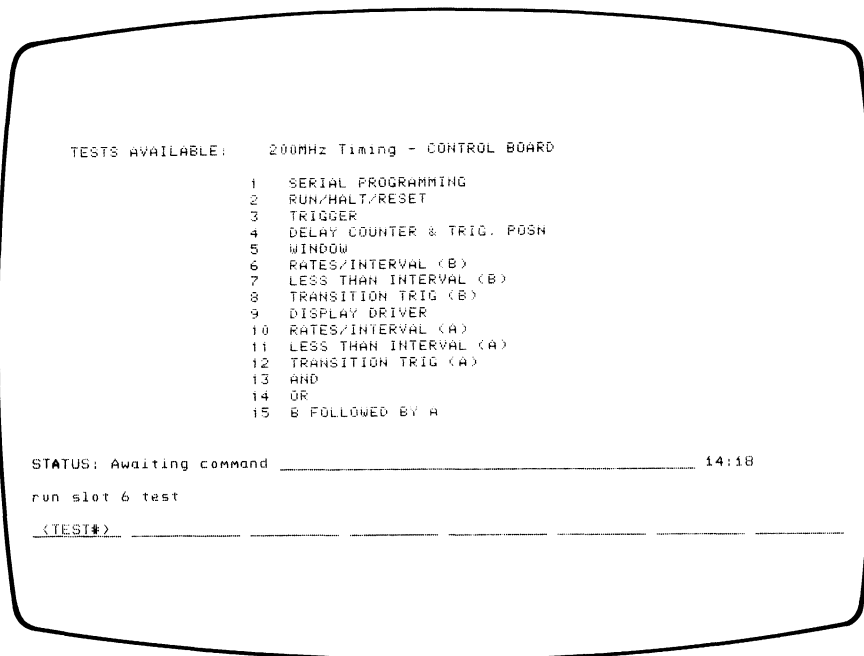 TESTS AVAILABLE: 200MHz Timing - CONTROL BOARD
1 SERIAL PROGRAMMING
2 RUN/HALT/RESET
3 TRIGGER
4 DELAY COUNTER & TRIG. POSN
5 WINDOW
6 RATES/INTERVAL (B)
7 LESS THAN INTERVAL (B)
8 TRANSITION TRIG (B)
9 DISPLAY DRIVER
10 RATES/INTERVAL (A)
11 LESS THAN INTERVAL (A)
12 TRANSITION TRIG (A)
13 AND
14 OR
15 B FOLLOWED BY A
STATUS: Awaiting command 14:18
run slot 6 test
<TEST#>